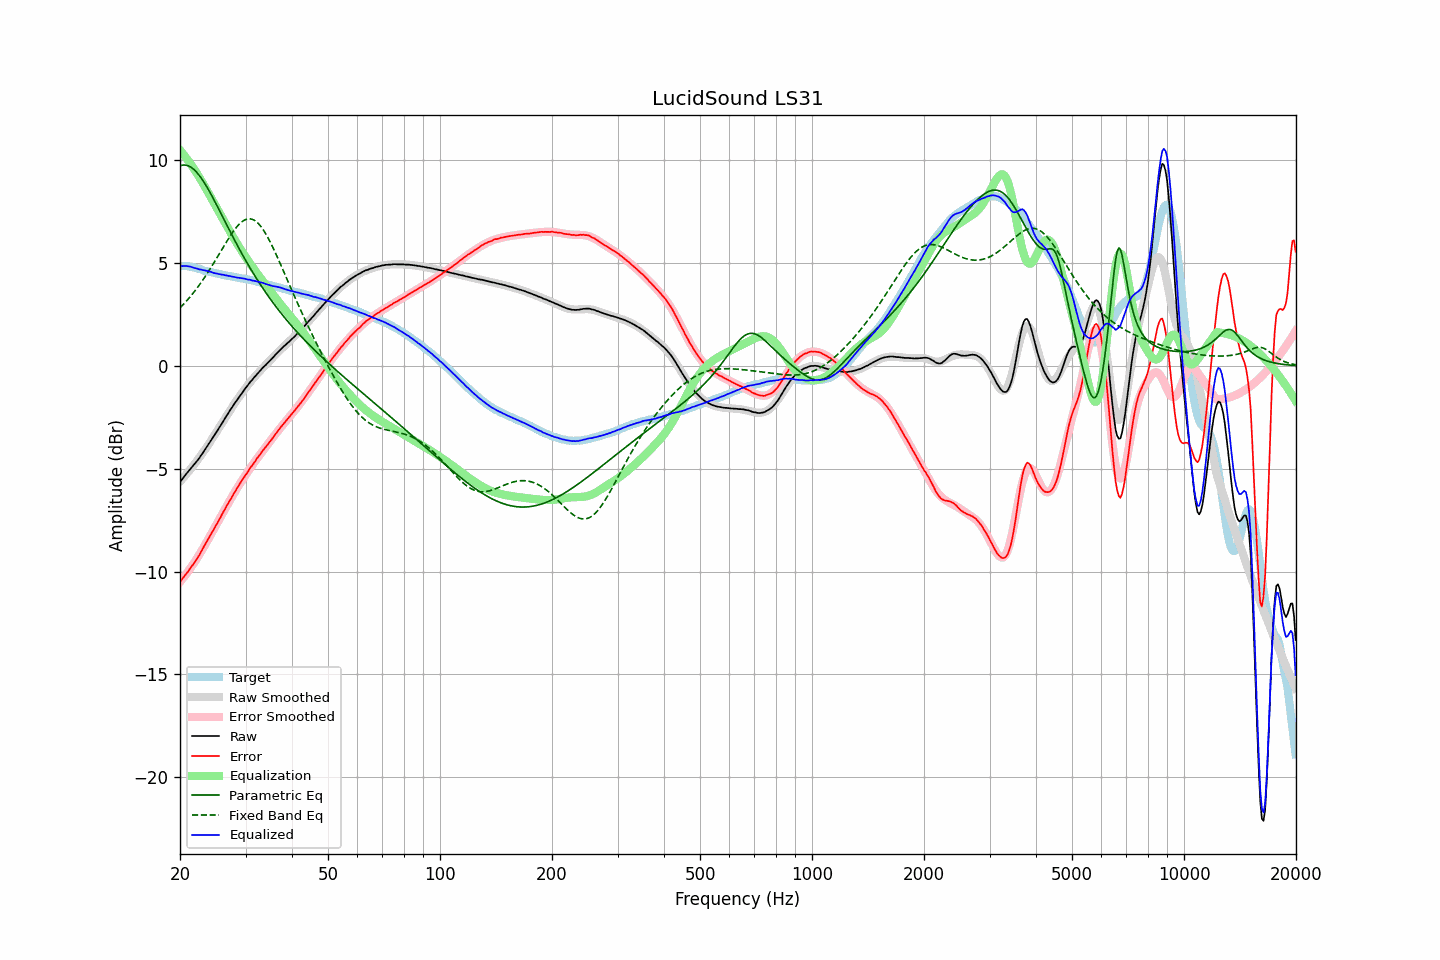 LucidSound LS31
10
5
0
−5
−10
−15
−20
Amplitude (dBr)
Target
Raw Smoothed
Error Smoothed
Raw
Error
Equalization
Parametric Eq
Fixed Band Eq
Equalized
20 50 100 200 500 1000 2000 5000 10000 20000
Frequency (Hz)